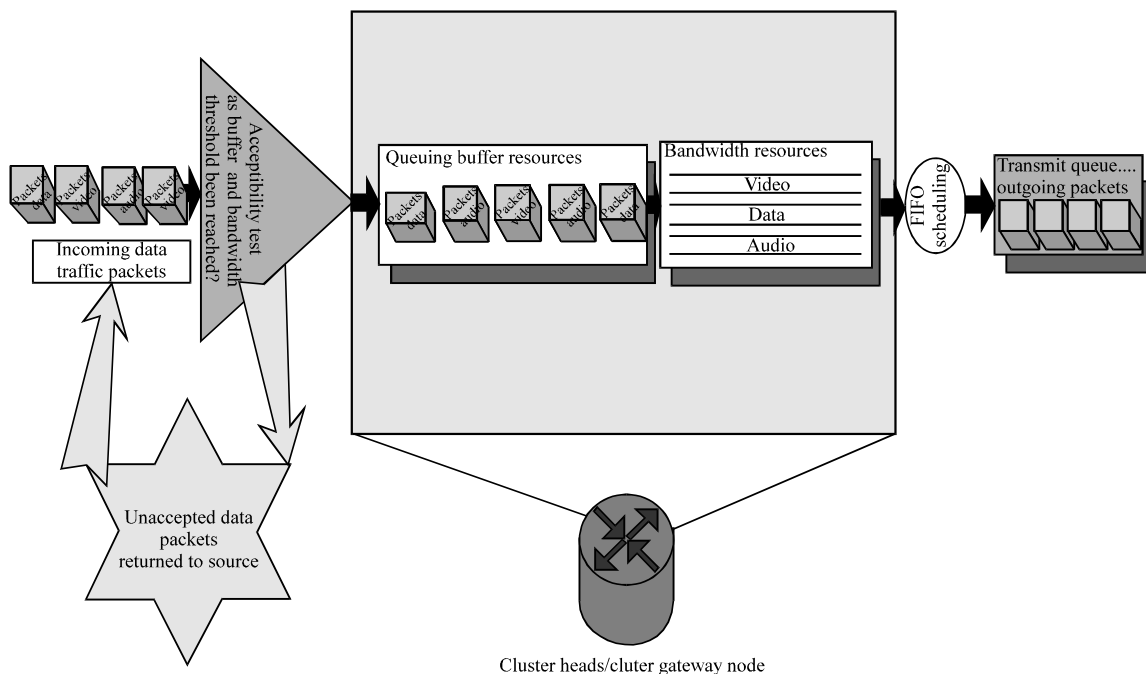 Packets
data
Packets
video
Packets
audio
Packets
video
Incoming data
traffic packets
Acceptibility test
as buffer and bandwidth
threshold been reached?
Queuing buffer resources
Packets
data
Packets
audio
Packets
video
Packets
audio
Packets
data
Bandwidth resources
Video
Data
Audio
FIFO
scheduling
Transmit queue....
outgoing packets
Unaccepted data
packets
returned to source
Cluster heads/cluter gateway node